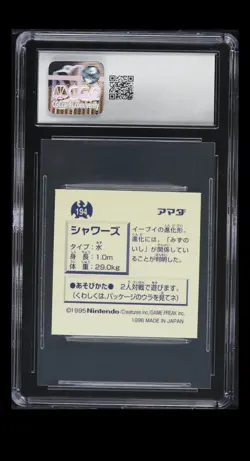 CGC
194
アマダ
シャワーズ
タイプ:水
身長:1.0m
体重:29.0kg
イーブイの進化形。
進化には、「みずの
いし」が関係してい
ることが判明した。
●あそびかた● 2人対戦で遊びます。
(くわしくは、パッケージのウラを見てネ)
©1995 Nintendo/Creatures inc./GAME FREAK inc.
1996 MADE IN JAPAN